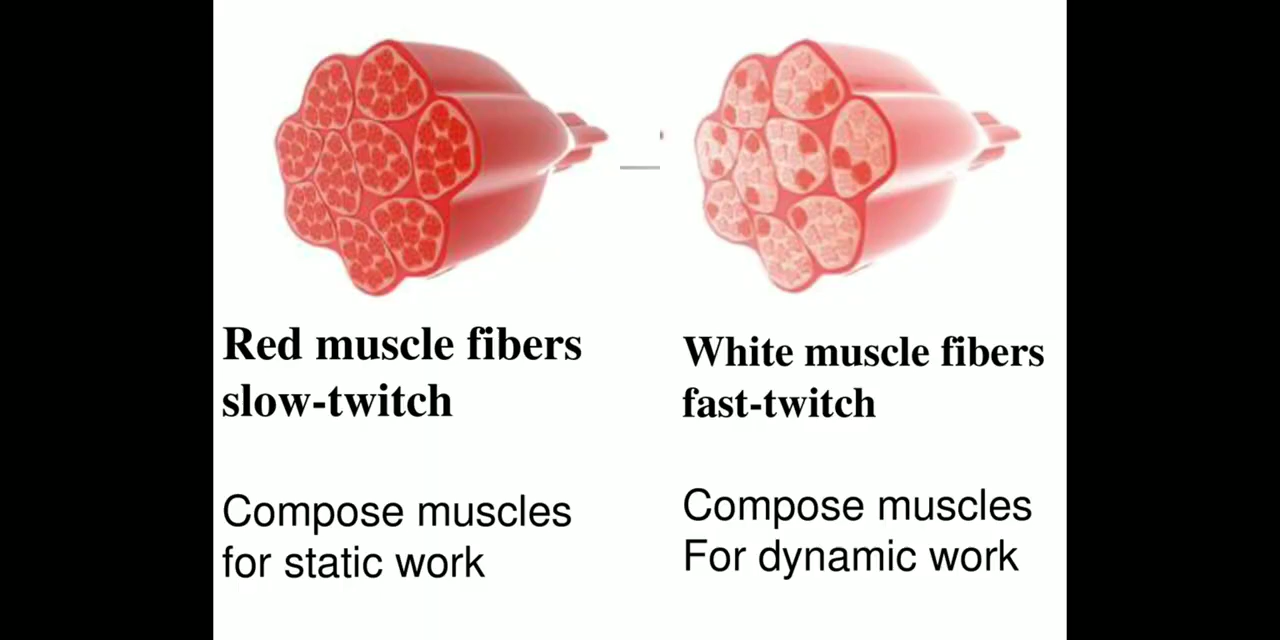 Red muscle fibers
slow-twitch
Compose muscles
for static work
White muscle fibers
fast-twitch
Compose muscles
For dynamic work